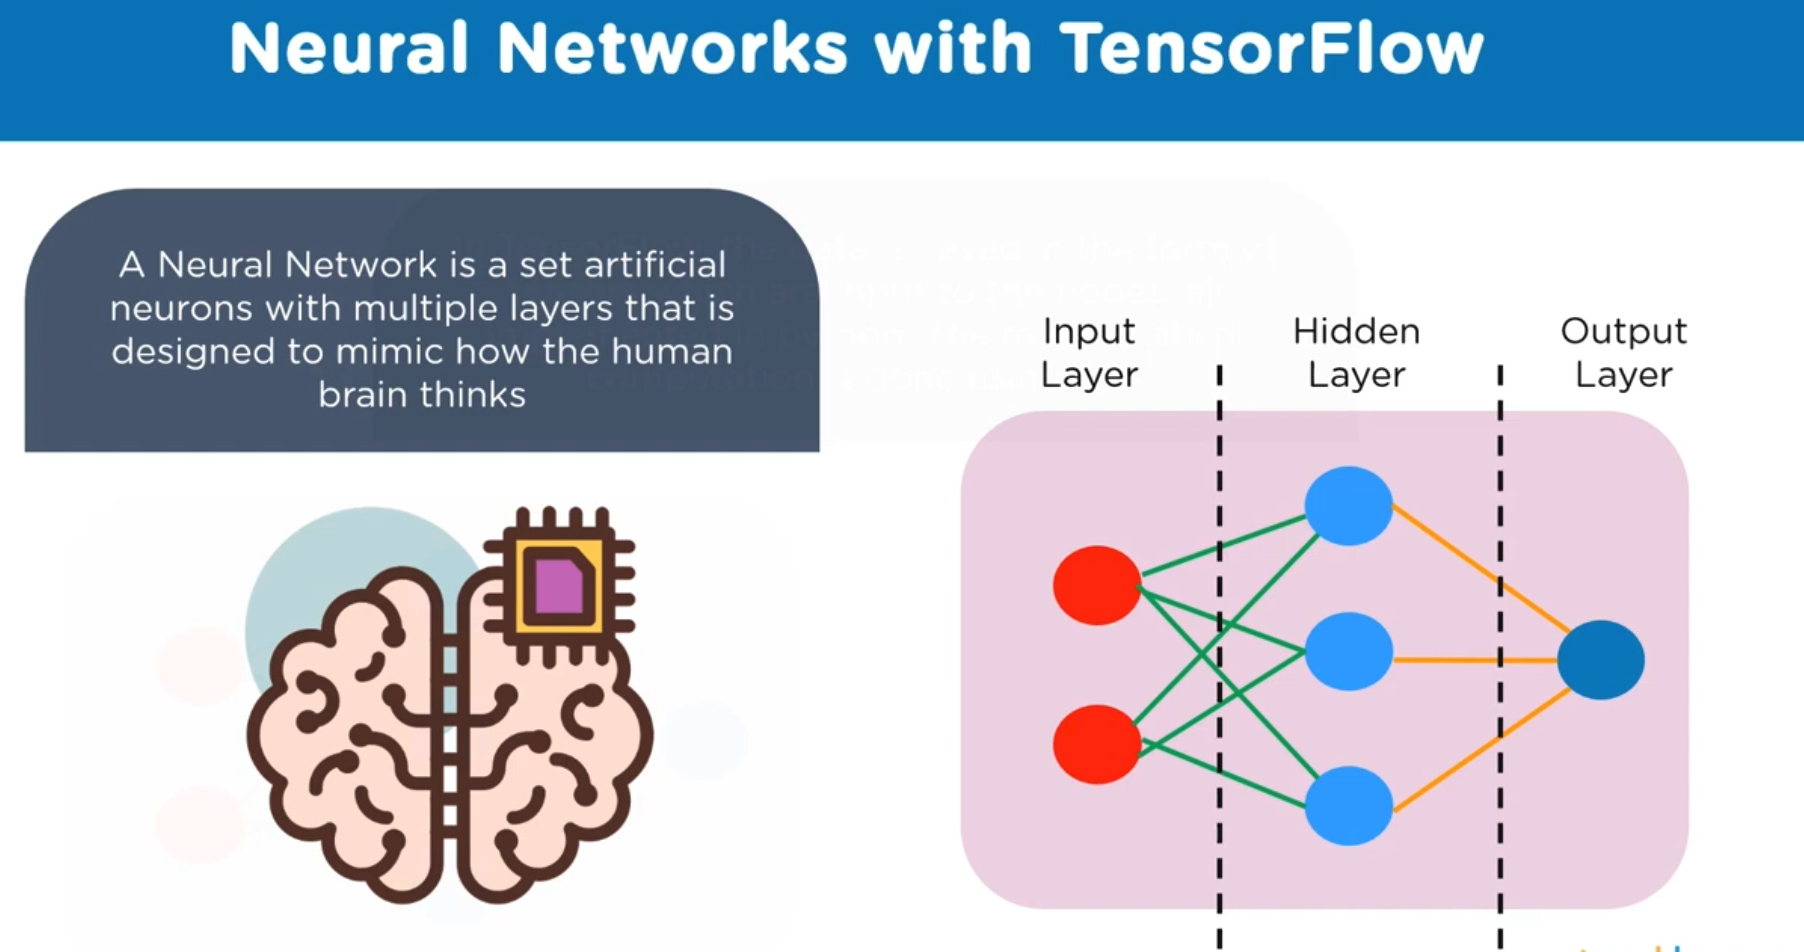 Neural Networks with TensorFlow
A Neural Network is a set artificial
neurons with multiple layers that is
designed to mimic how the human
brain thinks
Input
Layer
Hidden
Layer
Output
Layer